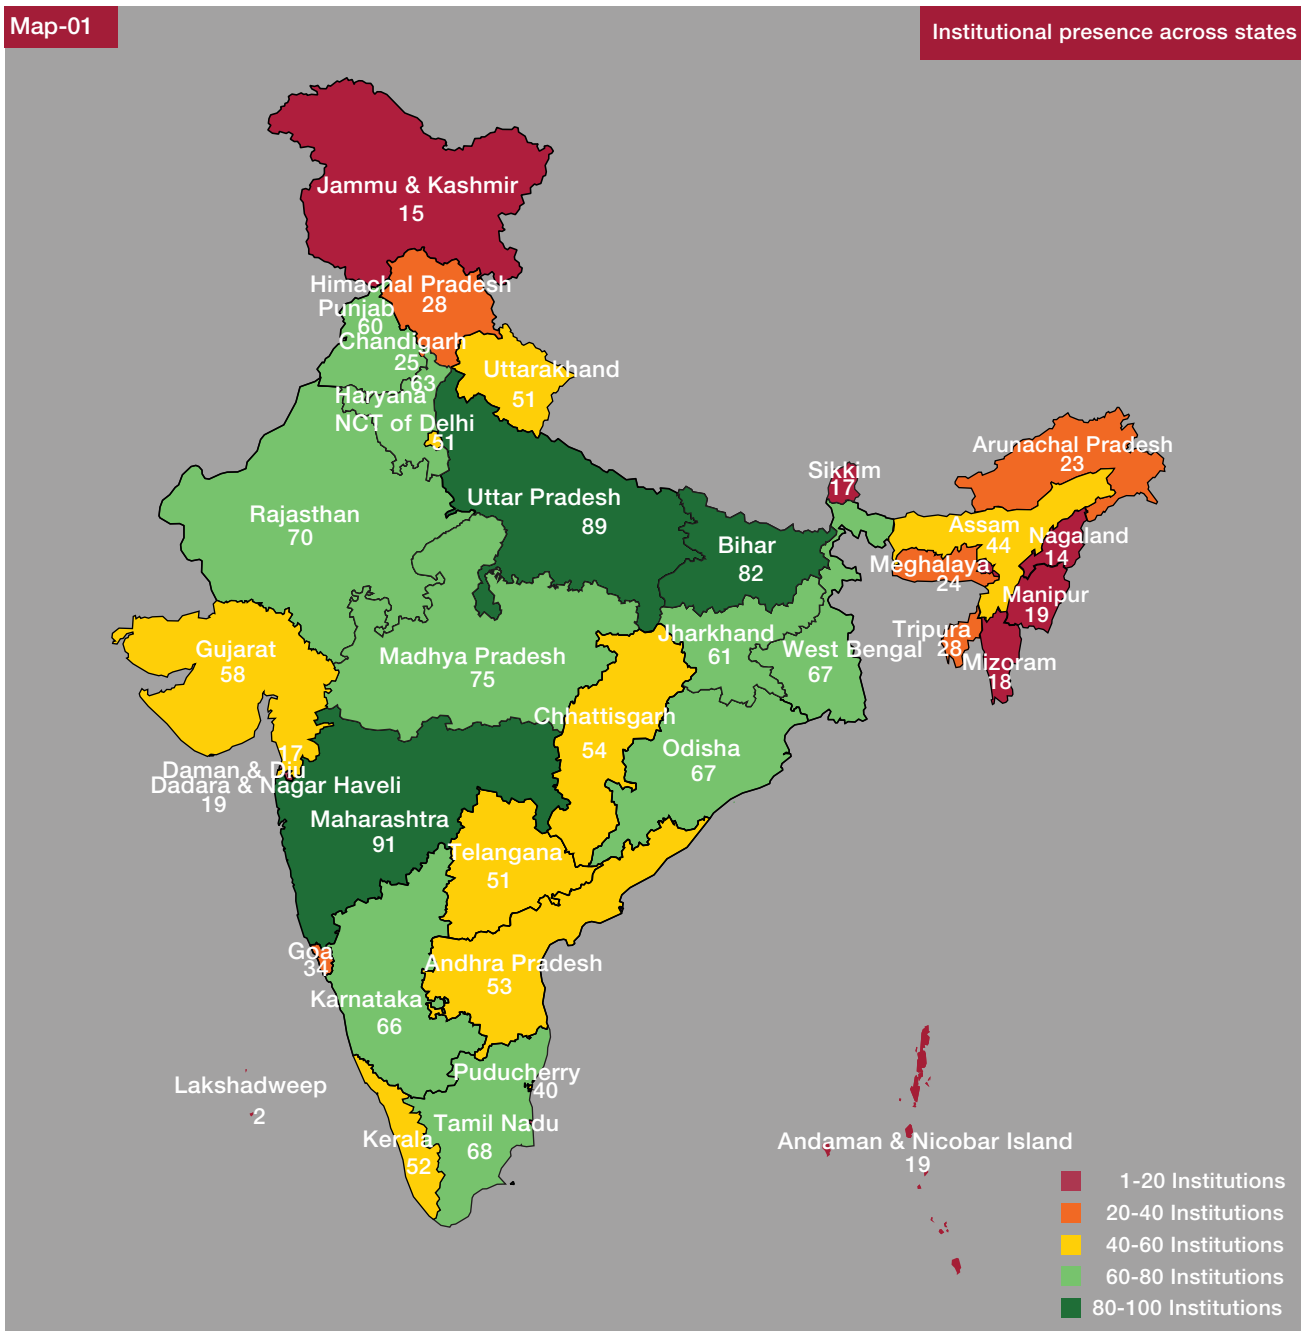 Map-01
Institutional presence across states
Jammu & Kashmir
15
Himachal Pradesh
28
Punjab
60
Chandigarh
25
63
Haryana
Uttarakhand
51
NCT of Delhi
51
Arunachal Pradesh
23
Sikkim
17
Uttar Pradesh
89
Rajasthan
70
Assam
44
Nagaland
14
Bihar
82
Meghalaya
24
Manipur
19
Tripura
28
Mizoram
18
Jharkhand
61
West Bengal
67
Gujarat
58
Madhya Pradesh
75
Chhattisgarh
54
Odisha
67
17
Daman & Diu
Dadara & Nagar Haveli
19
Maharashtra
91
Telangana
51
Goa
34
Andhra Pradesh
53
Karnataka
66
Puducherry
40
Lakshadweep
2
Tamil Nadu
68
Kerala
52
Andaman & Nicobar Island
19
1-20 Institutions
20-40 Institutions
40-60 Institutions
60-80 Institutions
80-100 Institutions